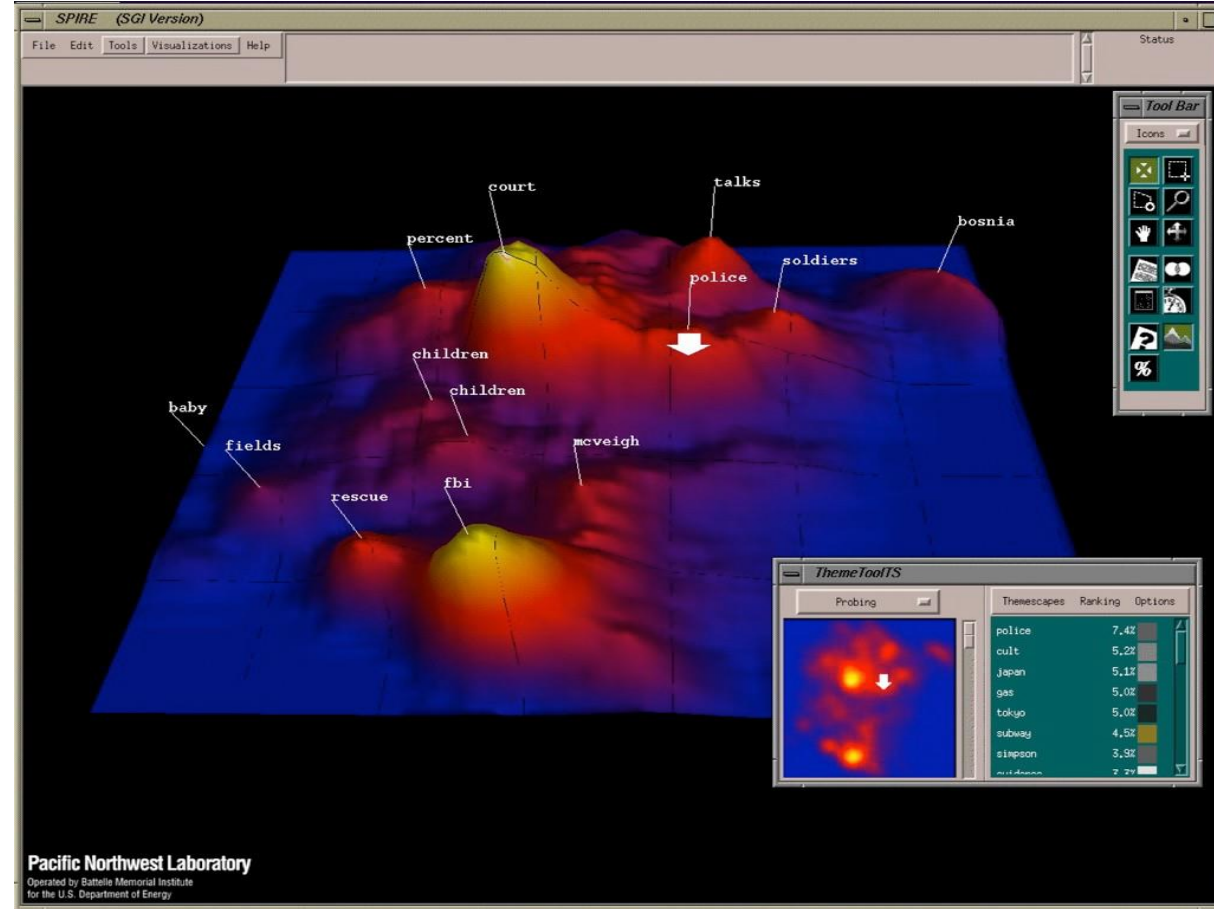 SPIRE (SGI Version)
File Edit Tools Visualizations Help
Status
Tool Bar
Icons
court
talks
bosnia
percent
soldiers
police
children
children
baby
fields
mcveigh
fbi
rescue
%
ThemeToolTS
Probing
Themescapes Ranking Options
police 7.4%
cult 5.2%
japan 5.1%
gas 5.0%
tokyo 5.0%
subway 4.5%
simpson 3.9%
Pacific Northwest Laboratory
Operated by Battelle Memorial Institute
for the U.S. Department of Energy